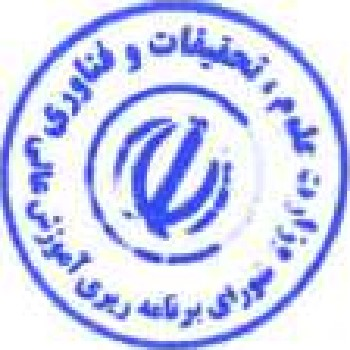 وزارت علوم، تحقیقات و فناوری
شورای برنامه ریزی آموزش عالی